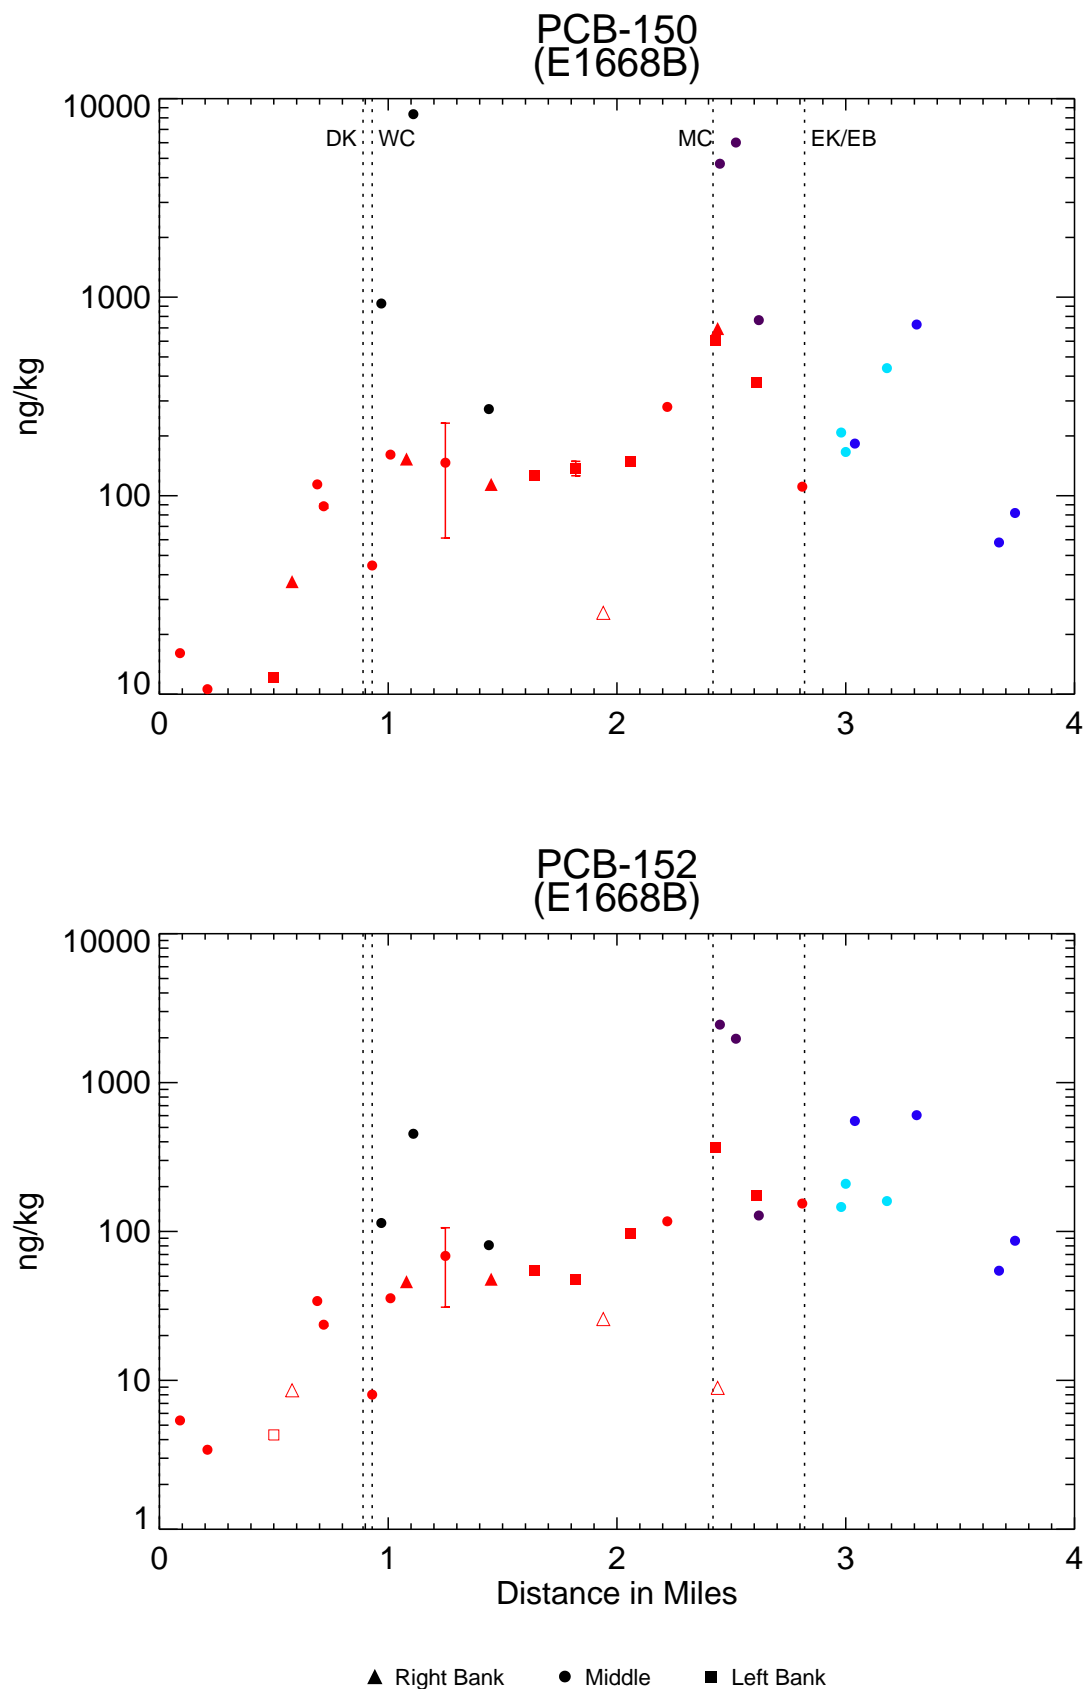 PCB-150
(E1668B)
10000
DK WC MC EK/EB
1000
ng/kg
100
10
0 1 2 3 4
PCB-152
(E1668B)
10000
1000
ng/kg
100
10
1
0 1 2 3 4
Distance in Miles
Right Bank Middle Left Bank